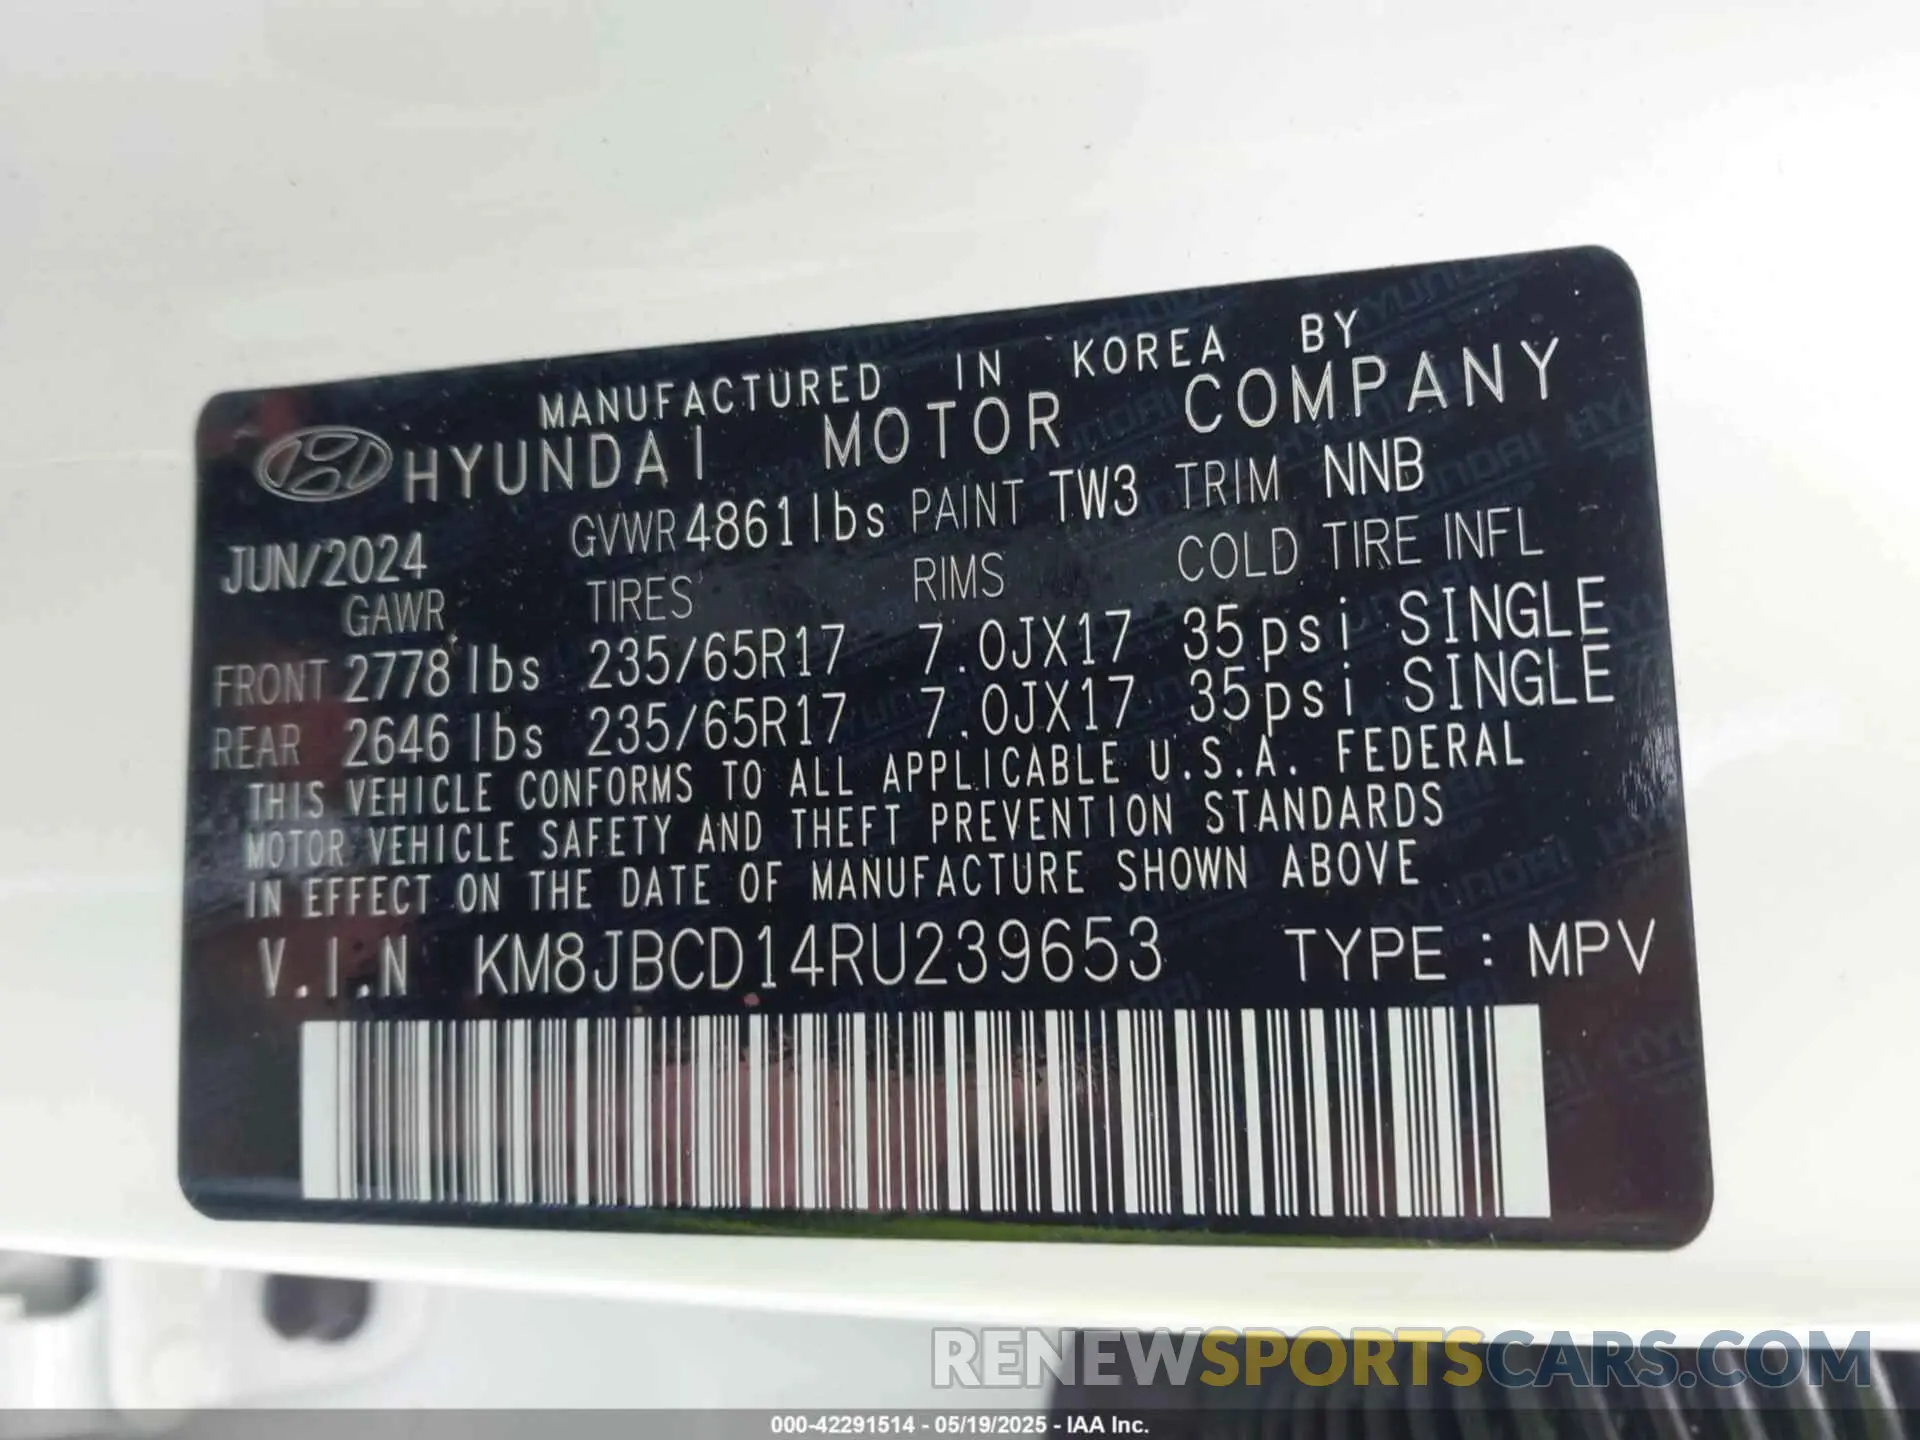 MANUFACTURED IN KOREA BY
HYUNDAI MOTOR COMPANY
JUN/2024 GVWR 4861lbs PAINT TW3 TRIM NNB
GAWR TIRES RIMS COLD TIRE INFL
FRONT 2778lbs 235/65R17 7.0JX17 35psi SINGLE
REAR 2646lbs 235/65R17 7.0JX17 35psi SINGLE
THIS VEHICLE CONFORMS TO ALL APPLICABLE U.S.A. FEDERAL
MOTOR VEHICLE SAFETY AND THEFT PREVENTION STANDARDS
IN EFFECT ON THE DATE OF MANUFACTURE SHOWN ABOVE
V.I.N KM8JBCD14RU239653 TYPE : MPV
RENEWSPORTSCARS.COM
000-42291514 - 05/19/2025 - IAA Inc.